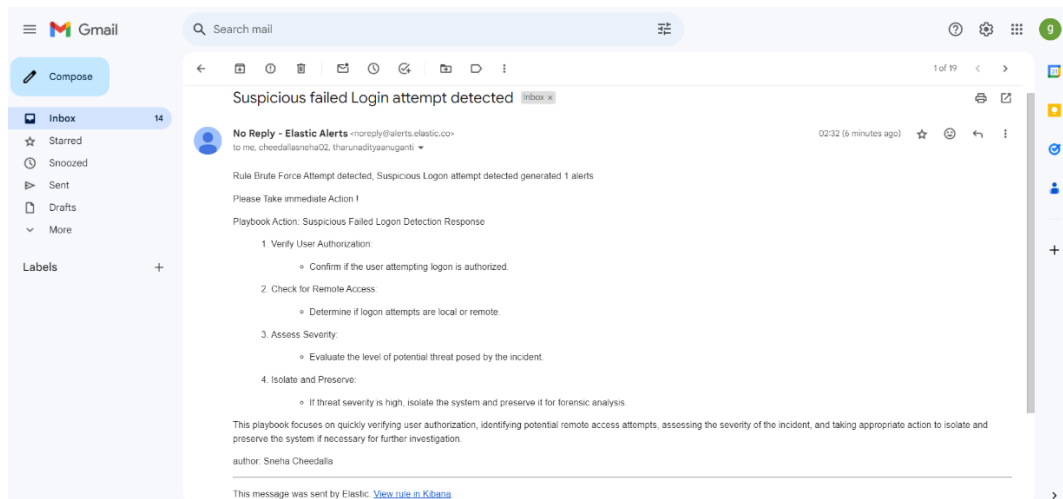 Gmail
Search mail
g
Compose
1 of 19
Inbox 14
Starred
Snoozed
Sent
Drafts
More
Labels
Suspicious failed Login attempt detected Inbox x
No Reply - Elastic Alerts <noreply@alerts.elastic.co>
02:32 (6 minutes ago)
to me, cheedallasneha02, tharunadityaanuganti
Rule Brute Force Attempt detected, Suspicious Logon attempt detected generated 1 alerts
Please Take immediate Action !
Playbook Action: Suspicious Failed Logon Detection Response
1. Verify User Authorization:
Confirm if the user attempting logon is authorized.
2. Check for Remote Access:
Determine if logon attempts are local or remote.
3. Assess Severity:
Evaluate the level of potential threat posed by the incident.
4. Isolate and Preserve:
If threat severity is high, isolate the system and preserve it for forensic analysis.
This playbook focuses on quickly verifying user authorization, identifying potential remote access attempts, assessing the severity of the incident, and taking appropriate action to isolate and
preserve the system if necessary for further investigation.
author: Sneha Cheedalla
This message was sent by Elastic. View rule in Kibana.